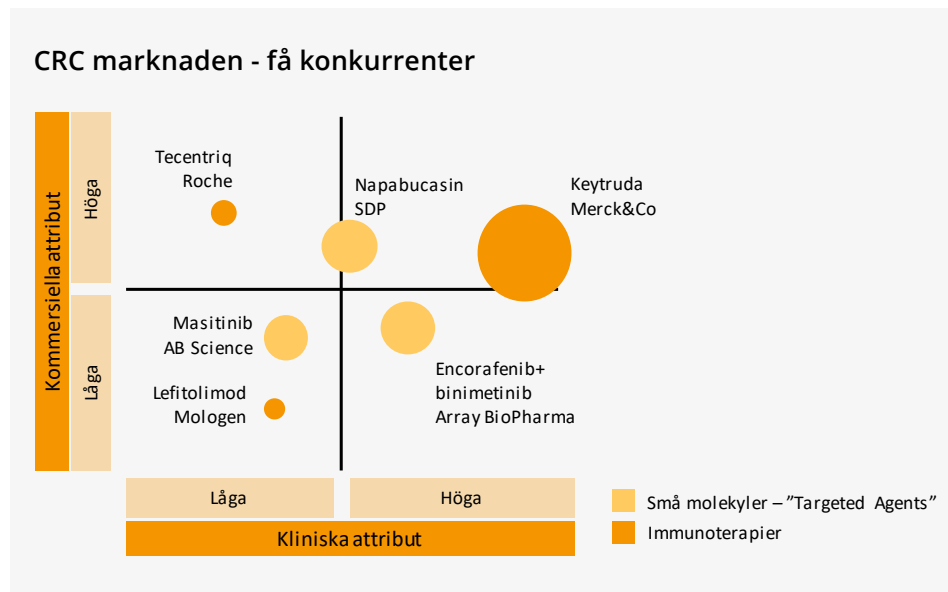 CRC marknaden - få konkurrenter
Kommersiella attribut
Höga
Låga
Tecentriq
Roche
Napabucasin
SDP
Keytruda
Merck&Co
Masitinib
AB Science
Lefitolimod
Mologen
Encorafenib+
binimetinib
Array BioPharma
Låga
Höga
Kliniska attribut
Små molekyler – ”Targeted Agents”
Immunoterapier